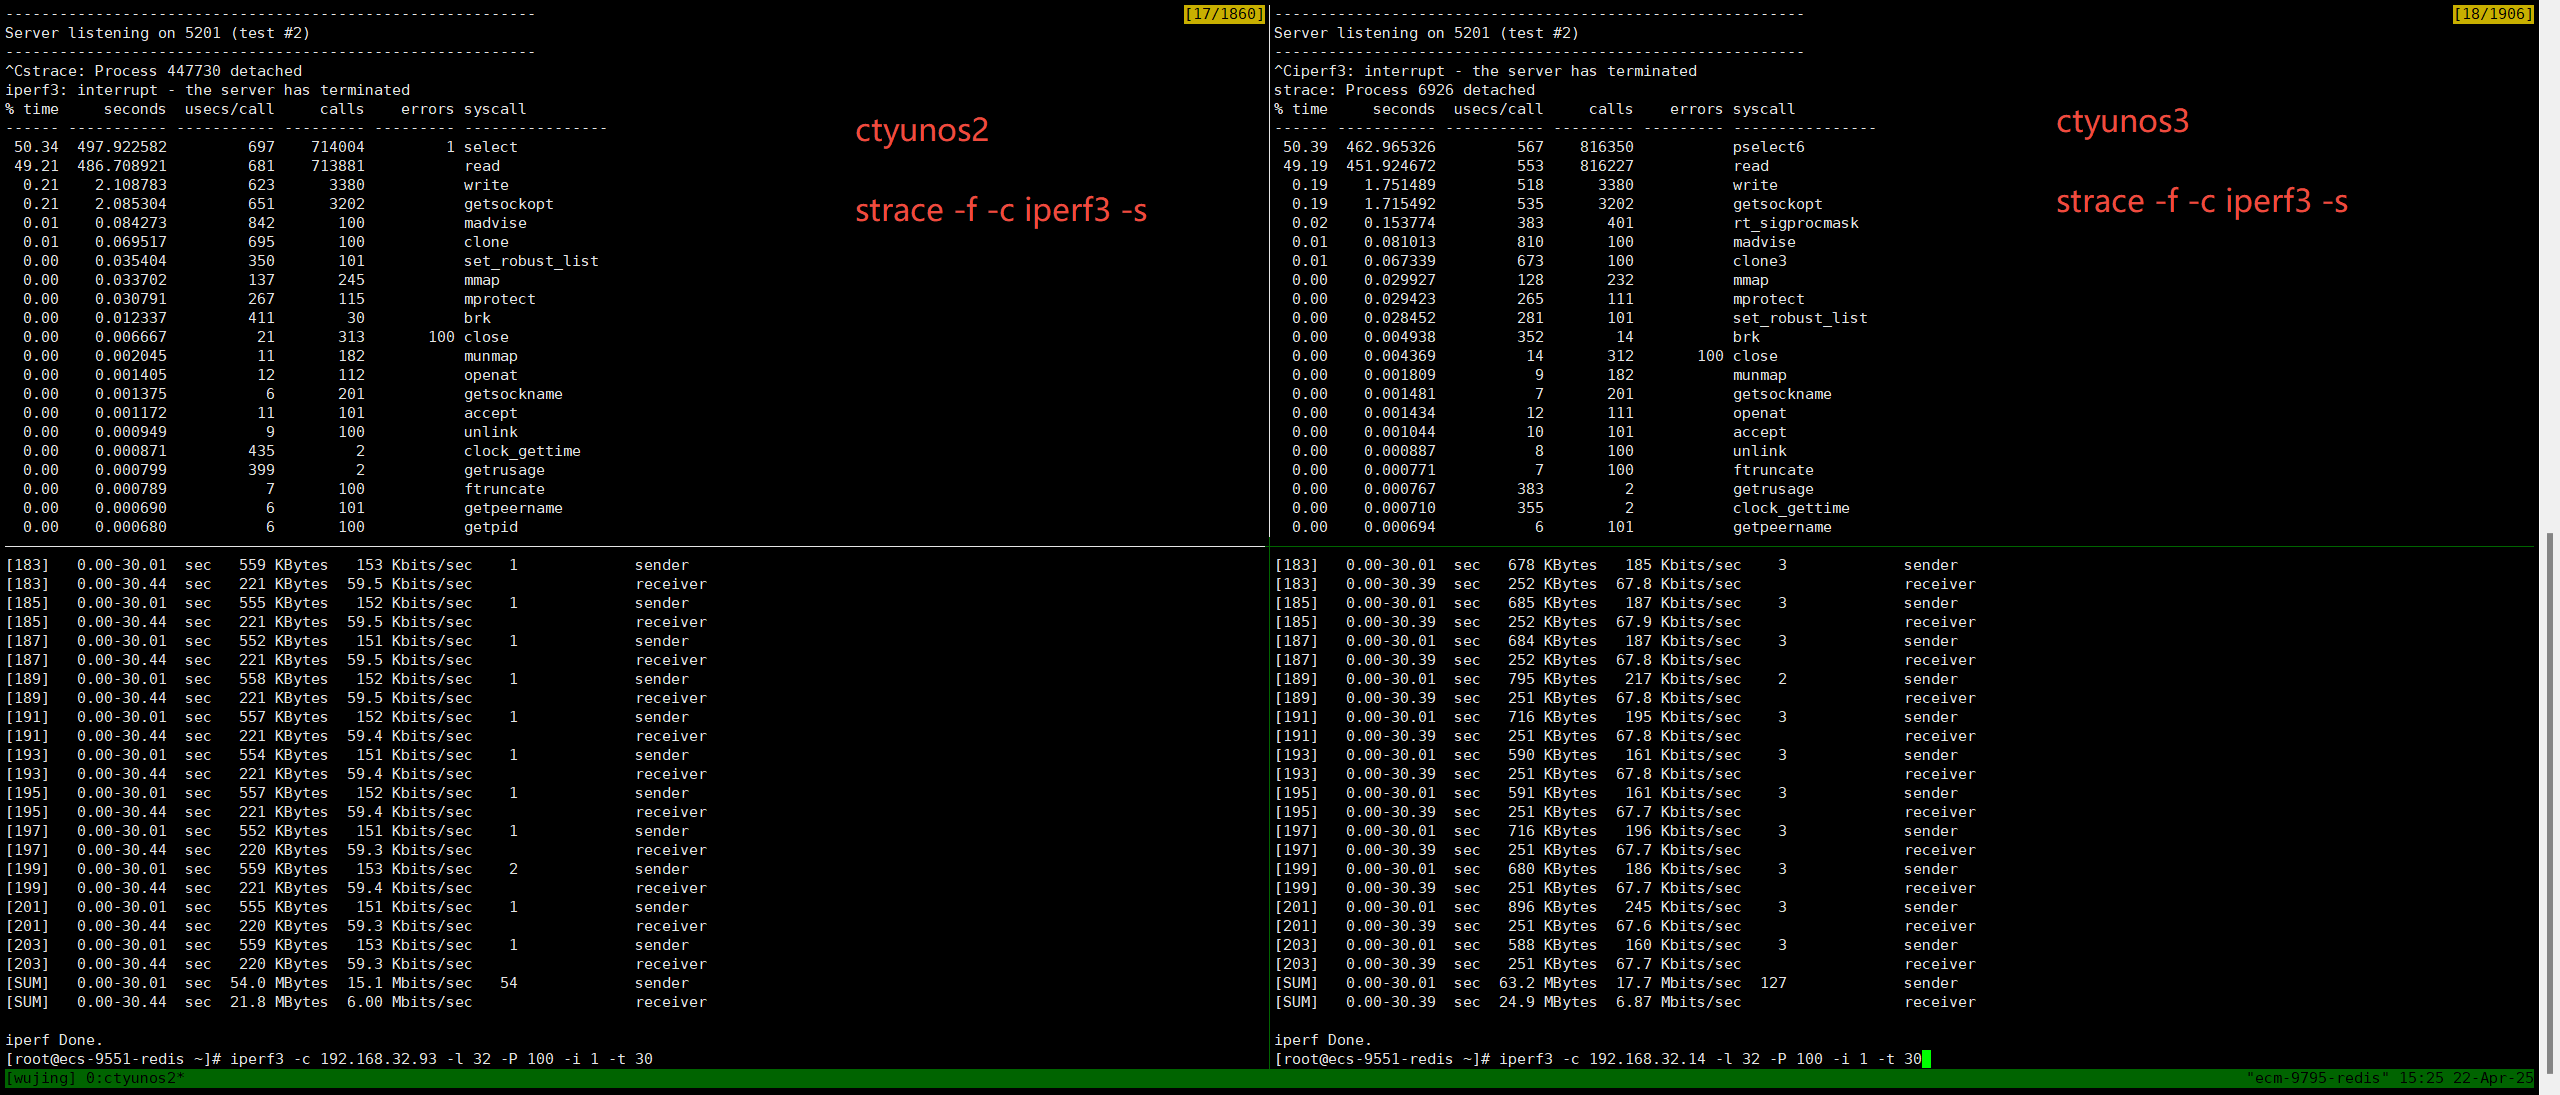 ----------------------------------------------------------- [17/1860]
Server listening on 5201 (test #2)
-----------------------------------------------------------
^Cstrace: Process 447730 detached
iperf3: interrupt - the server has terminated
% time     seconds  usecs/call     calls    errors syscall
------ ----------- ----------- --------- --------- ----------------
50.34  497.922582         697    714004         1 select
49.21  486.708921         681    713881           read
0.21    2.108783         623      3380           write
0.21    2.085304         651      3202           getsockopt
0.01    0.084273         842       100           madvise
0.01    0.069517         695       100           clone
0.00    0.035404         350       101           set_robust_list
0.00    0.033702         137       245           mmap
0.00    0.030791         267       115           mprotect
0.00    0.012337         411        30           brk
0.00    0.006667          21       313       100 close
0.00    0.002045          11       182           munmap
0.00    0.001405          12       112           openat
0.00    0.001375           6       201           getsockname
0.00    0.001172          11       101           accept
0.00    0.000949           9       100           unlink
0.00    0.000871         435         2           clock_gettime
0.00    0.000799         399         2           getrusage
0.00    0.000789           7       100           ftruncate
0.00    0.000690           6       101           getpeername
0.00    0.000680           6       100           getpid
ctyunos2
strace -f -c iperf3 -s
[183]   0.00-30.01  sec   559 KBytes   153 Kbits/sec    1             sender
[183]   0.00-30.44  sec   221 KBytes  59.5 Kbits/sec                  receiver
[185]   0.00-30.01  sec   555 KBytes   152 Kbits/sec    1             sender
[185]   0.00-30.44  sec   221 KBytes  59.5 Kbits/sec                  receiver
[187]   0.00-30.01  sec   552 KBytes   151 Kbits/sec    1             sender
[187]   0.00-30.44  sec   221 KBytes  59.5 Kbits/sec                  receiver
[189]   0.00-30.01  sec   558 KBytes   152 Kbits/sec    1             sender
[189]   0.00-30.44  sec   221 KBytes  59.5 Kbits/sec                  receiver
[191]   0.00-30.01  sec   557 KBytes   152 Kbits/sec    1             sender
[191]   0.00-30.44  sec   221 KBytes  59.4 Kbits/sec                  receiver
[193]   0.00-30.01  sec   554 KBytes   151 Kbits/sec    1             sender
[193]   0.00-30.44  sec   221 KBytes  59.4 Kbits/sec                  receiver
[195]   0.00-30.01  sec   557 KBytes   152 Kbits/sec    1             sender
[195]   0.00-30.44  sec   221 KBytes  59.4 Kbits/sec                  receiver
[197]   0.00-30.01  sec   552 KBytes   151 Kbits/sec    1             sender
[197]   0.00-30.44  sec   220 KBytes  59.3 Kbits/sec                  receiver
[199]   0.00-30.01  sec   559 KBytes   153 Kbits/sec    2             sender
[199]   0.00-30.44  sec   221 KBytes  59.4 Kbits/sec                  receiver
[201]   0.00-30.01  sec   555 KBytes   151 Kbits/sec    1             sender
[201]   0.00-30.44  sec   220 KBytes  59.3 Kbits/sec                  receiver
[203]   0.00-30.01  sec   559 KBytes   153 Kbits/sec    1             sender
[203]   0.00-30.44  sec   220 KBytes  59.3 Kbits/sec                  receiver
[SUM]   0.00-30.01  sec  54.0 MBytes  15.1 Mbits/sec   54             sender
[SUM]   0.00-30.44  sec  21.8 MBytes  6.00 Mbits/sec                  receiver
iperf Done.
[root@ecs-9551-redis ~]# iperf3 -c 192.168.32.93 -l 32 -P 100 -i 1 -t 30
----------------------------------------------------------- [18/1906]
Server listening on 5201 (test #2)
-----------------------------------------------------------
^Ciperf3: interrupt - the server has terminated
strace: Process 6926 detached
% time     seconds  usecs/call     calls    errors syscall
------ ----------- ----------- --------- --------- ----------------
50.39  462.965326         567    816350           pselect6
49.19  451.924672         553    816227           read
0.19    1.751489         518      3380           write
0.19    1.715492         535      3202           getsockopt
0.02    0.153774         383       401           rt_sigprocmask
0.01    0.081013         810       100           madvise
0.01    0.067339         673       100           clone3
0.00    0.029927         128       232           mmap
0.00    0.029423         265       111           mprotect
0.00    0.028452         281       101           set_robust_list
0.00    0.004938         352        14           brk
0.00    0.004369          14       312       100 close
0.00    0.001809           9       182           munmap
0.00    0.001481           7       201           getsockname
0.00    0.001434          12       111           openat
0.00    0.001044          10       101           accept
0.00    0.000887           8       100           unlink
0.00    0.000771           7       100           ftruncate
0.00    0.000767         383         2           getrusage
0.00    0.000710         355         2           clock_gettime
0.00    0.000694           6       101           getpeername
ctyunos3
strace -f -c iperf3 -s
[183]   0.00-30.01  sec   678 KBytes   185 Kbits/sec    3             sender
[183]   0.00-30.39  sec   252 KBytes  67.8 Kbits/sec                  receiver
[185]   0.00-30.01  sec   685 KBytes   187 Kbits/sec    3             sender
[185]   0.00-30.39  sec   252 KBytes  67.9 Kbits/sec                  receiver
[187]   0.00-30.01  sec   684 KBytes   187 Kbits/sec    3             sender
[187]   0.00-30.39  sec   252 KBytes  67.8 Kbits/sec                  receiver
[189]   0.00-30.01  sec   795 KBytes   217 Kbits/sec    2             sender
[189]   0.00-30.39  sec   251 KBytes  67.8 Kbits/sec                  receiver
[191]   0.00-30.01  sec   716 KBytes   195 Kbits/sec    3             sender
[191]   0.00-30.39  sec   251 KBytes  67.8 Kbits/sec                  receiver
[193]   0.00-30.01  sec   590 KBytes   161 Kbits/sec    3             sender
[193]   0.00-30.39  sec   251 KBytes  67.8 Kbits/sec                  receiver
[195]   0.00-30.01  sec   591 KBytes   161 Kbits/sec    3             sender
[195]   0.00-30.39  sec   251 KBytes  67.7 Kbits/sec                  receiver
[197]   0.00-30.01  sec   716 KBytes   196 Kbits/sec    3             sender
[197]   0.00-30.39  sec   251 KBytes  67.7 Kbits/sec                  receiver
[199]   0.00-30.01  sec   680 KBytes   186 Kbits/sec    3             sender
[199]   0.00-30.39  sec   251 KBytes  67.7 Kbits/sec                  receiver
[201]   0.00-30.01  sec   896 KBytes   245 Kbits/sec    3             sender
[201]   0.00-30.39  sec   251 KBytes  67.6 Kbits/sec                  receiver
[203]   0.00-30.01  sec   588 KBytes   160 Kbits/sec    3             sender
[203]   0.00-30.39  sec   251 KBytes  67.7 Kbits/sec                  receiver
[SUM]   0.00-30.01  sec  63.2 MBytes  17.7 Mbits/sec  127             sender
[SUM]   0.00-30.39  sec  24.9 MBytes  6.87 Mbits/sec                  receiver
iperf Done.
[root@ecs-9551-redis ~]# iperf3 -c 192.168.32.14 -l 32 -P 100 -i 1 -t 30
[wujing] 0:ctyunos2* "ecm-9795-redis" 15:25 22-Apr-25